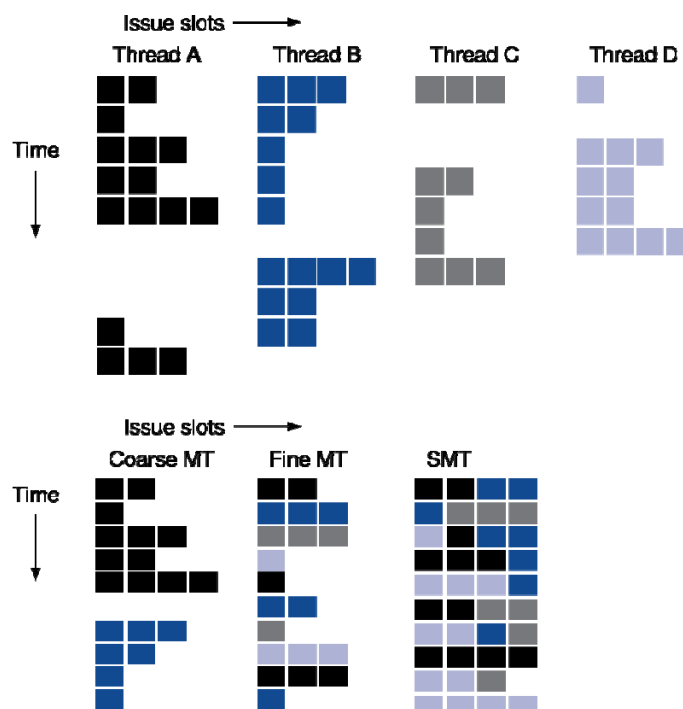 Issue slots
Thread A Thread B Thread C Thread D
Time
Issue slots
Coarse MT Fine MT SMT
Time